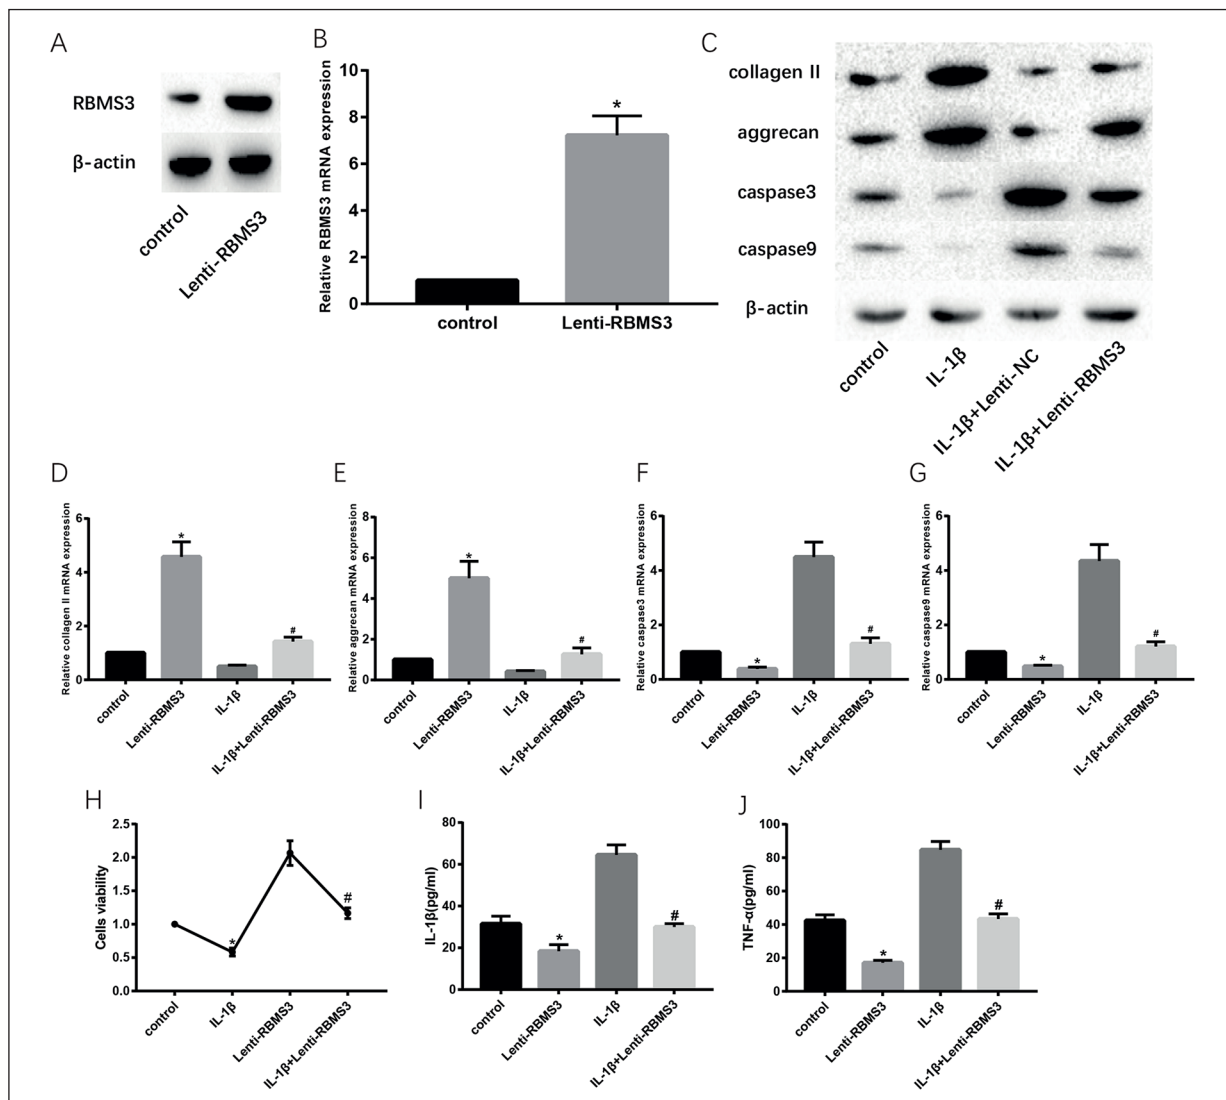 A
RBMS3
β-actin
control
Lenti-RBMS3
B
Relative RBMS3 mRNA expression
10
8
6
4
2
0
*
control
Lenti-RBMS3
C
collagen II
aggrecan
caspase3
caspase9
β-actin
control
IL-1β
IL-1β+Lenti-NC
IL-1β+Lenti-RBMS3
D
Relative collagen II mRNA expression
6
4
2
0
*
#
control
Lenti-RBMS3
IL-1β
IL-1β+Lenti-RBMS3
E
Relative aggrecan mRNA expression
8
6
4
2
0
*
#
control
Lenti-RBMS3
IL-1β
IL-1β+Lenti-RBMS3
F
Relative caspase3 mRNA expression
6
4
2
0
*
#
control
Lenti-RBMS3
IL-1β
IL-1β+Lenti-RBMS3
G
Relative caspase9 mRNA expression
6
4
2
0
*
#
control
Lenti-RBMS3
IL-1β
IL-1β+Lenti-RBMS3
H
Cells viability
2.5
2.0
1.5
1.0
0.5
0.0
*
#
control
IL-1β
Lenti-RBMS3
IL-1β+Lenti-RBMS3
I
IL-1β(pg/ml)
80
60
40
20
0
*
#
control
Lenti-RBMS3
IL-1β
IL-1β+Lenti-RBMS3
J
TNF-α(pg/ml)
100
80
60
40
20
0
*
#
control
Lenti-RBMS3
IL-1β
IL-1β+Lenti-RBMS3